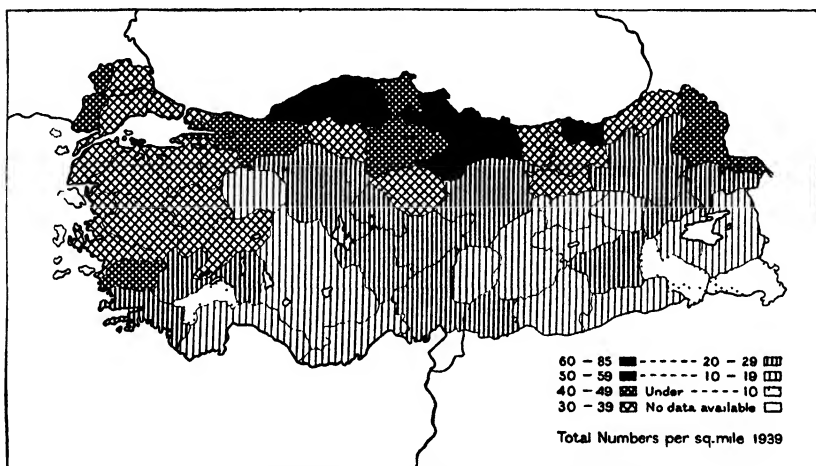 60 – 85 ------ 20 – 29
50 – 59 ------ 10 – 19
40 – 49 Under ----- 10
30 – 39 No data available
Total Numbers per sq.mile 1939